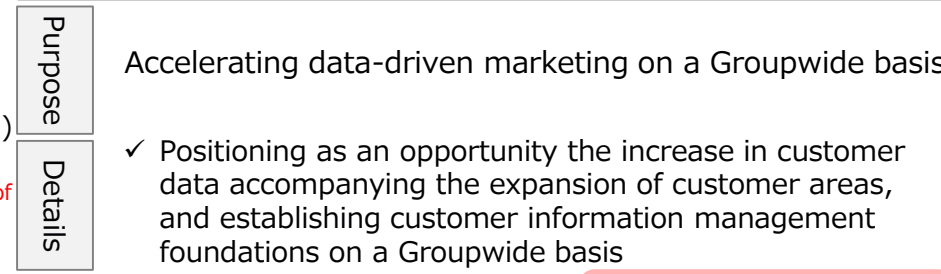 Purpose
Accelerating data-driven marketing on a Groupwide basis
)
Details
of
✓ Positioning as an opportunity the increase in customer
data accompanying the expansion of customer areas,
and establishing customer information management
foundations on a Groupwide basis